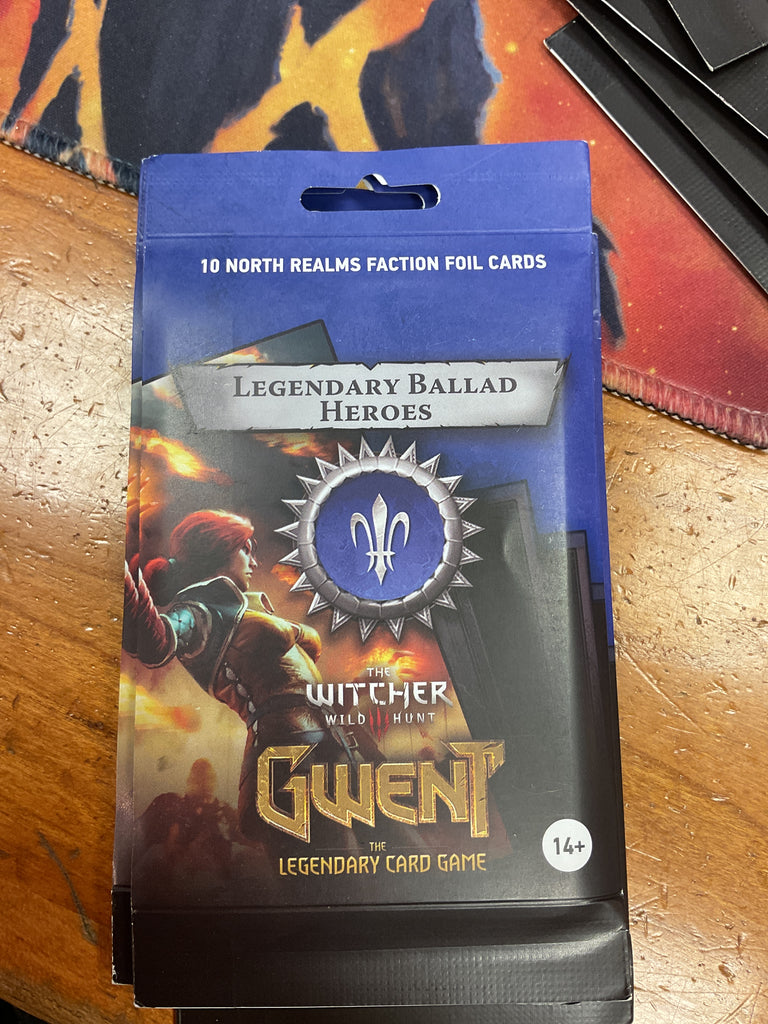 10 NORTH REALMS FACTION FOIL CARDS
LEGENDARY BALLAD
HEROES
THE
WITCHER
WILD HUNT
GWENT
THE
LEGENDARY CARD GAME
14+